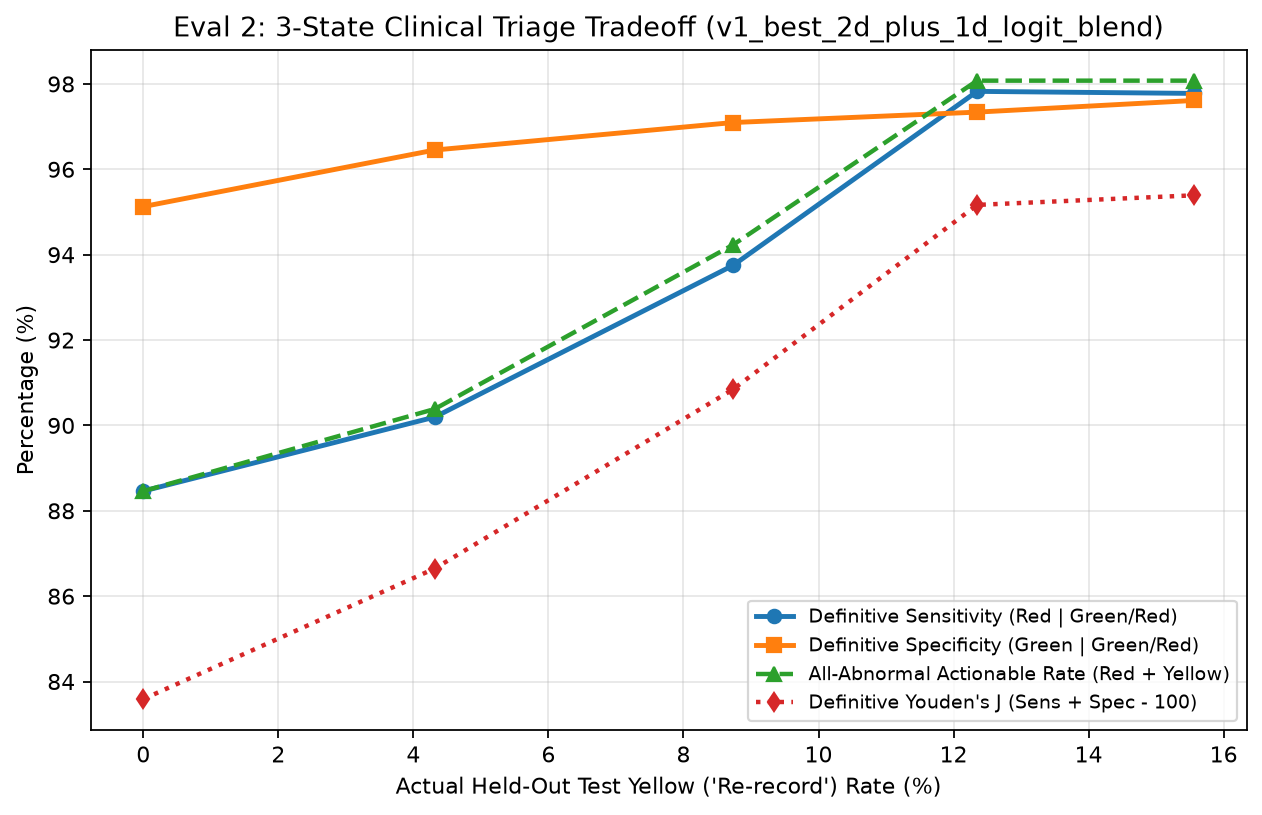 Eval 2: 3-State Clinical Triage Tradeoff (v1_best_2d_plus_1d_logit_blend)
Percentage (%)
98
96
94
92
90
88
86
84
Definitive Sensitivity (Red | Green/Red)
Definitive Specificity (Green | Green/Red)
All-Abnormal Actionable Rate (Red + Yellow)
Definitive Youden's J (Sens + Spec - 100)
0 2 4 6 8 10 12 14 16
Actual Held-Out Test Yellow ('Re-record') Rate (%)